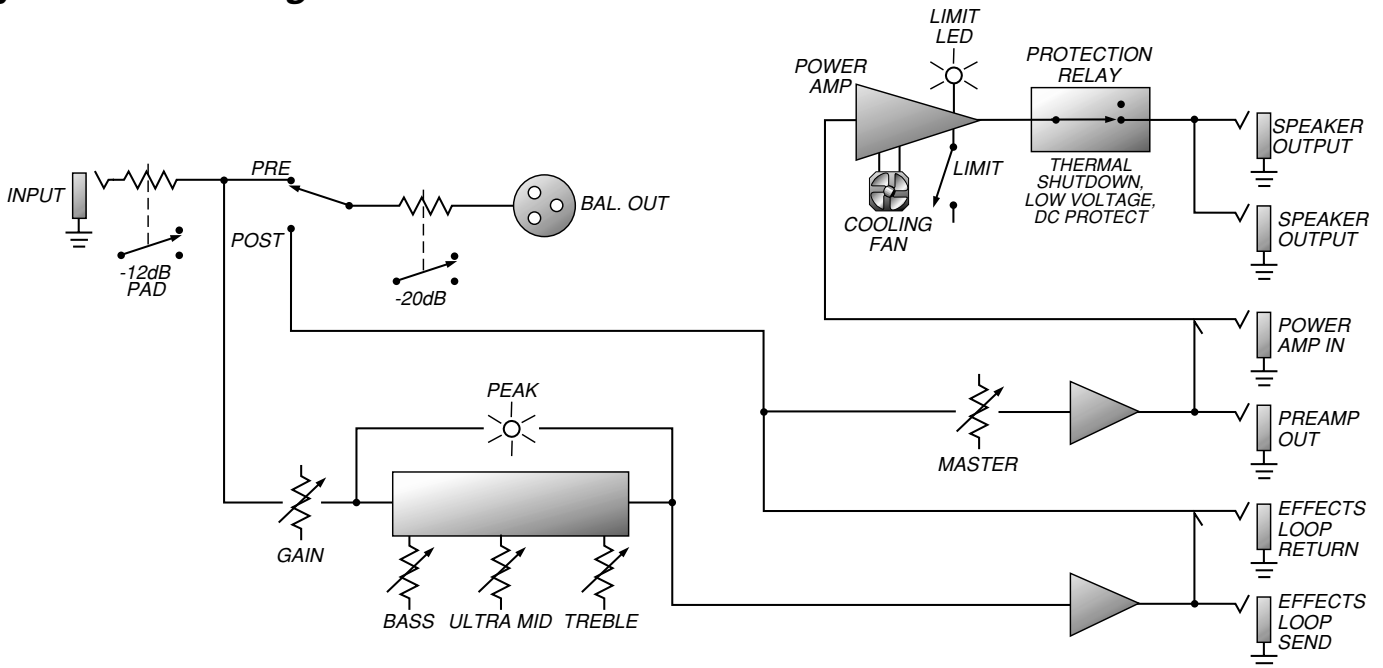 LIMIT
LED
POWER
AMP
PROTECTION
RELAY
SPEAKER
OUTPUT
LIMIT
THERMAL
SHUTDOWN,
LOW VOLTAGE,
DC PROTECT
COOLING
FAN
SPEAKER
OUTPUT
INPUT
PRE
BAL. OUT
POST
-12dB
PAD
-20dB
POWER
AMP IN
PEAK
MASTER
PREAMP
OUT
GAIN
BASS
ULTRA MID
TREBLE
EFFECTS
LOOP
RETURN
EFFECTS
LOOP
SEND